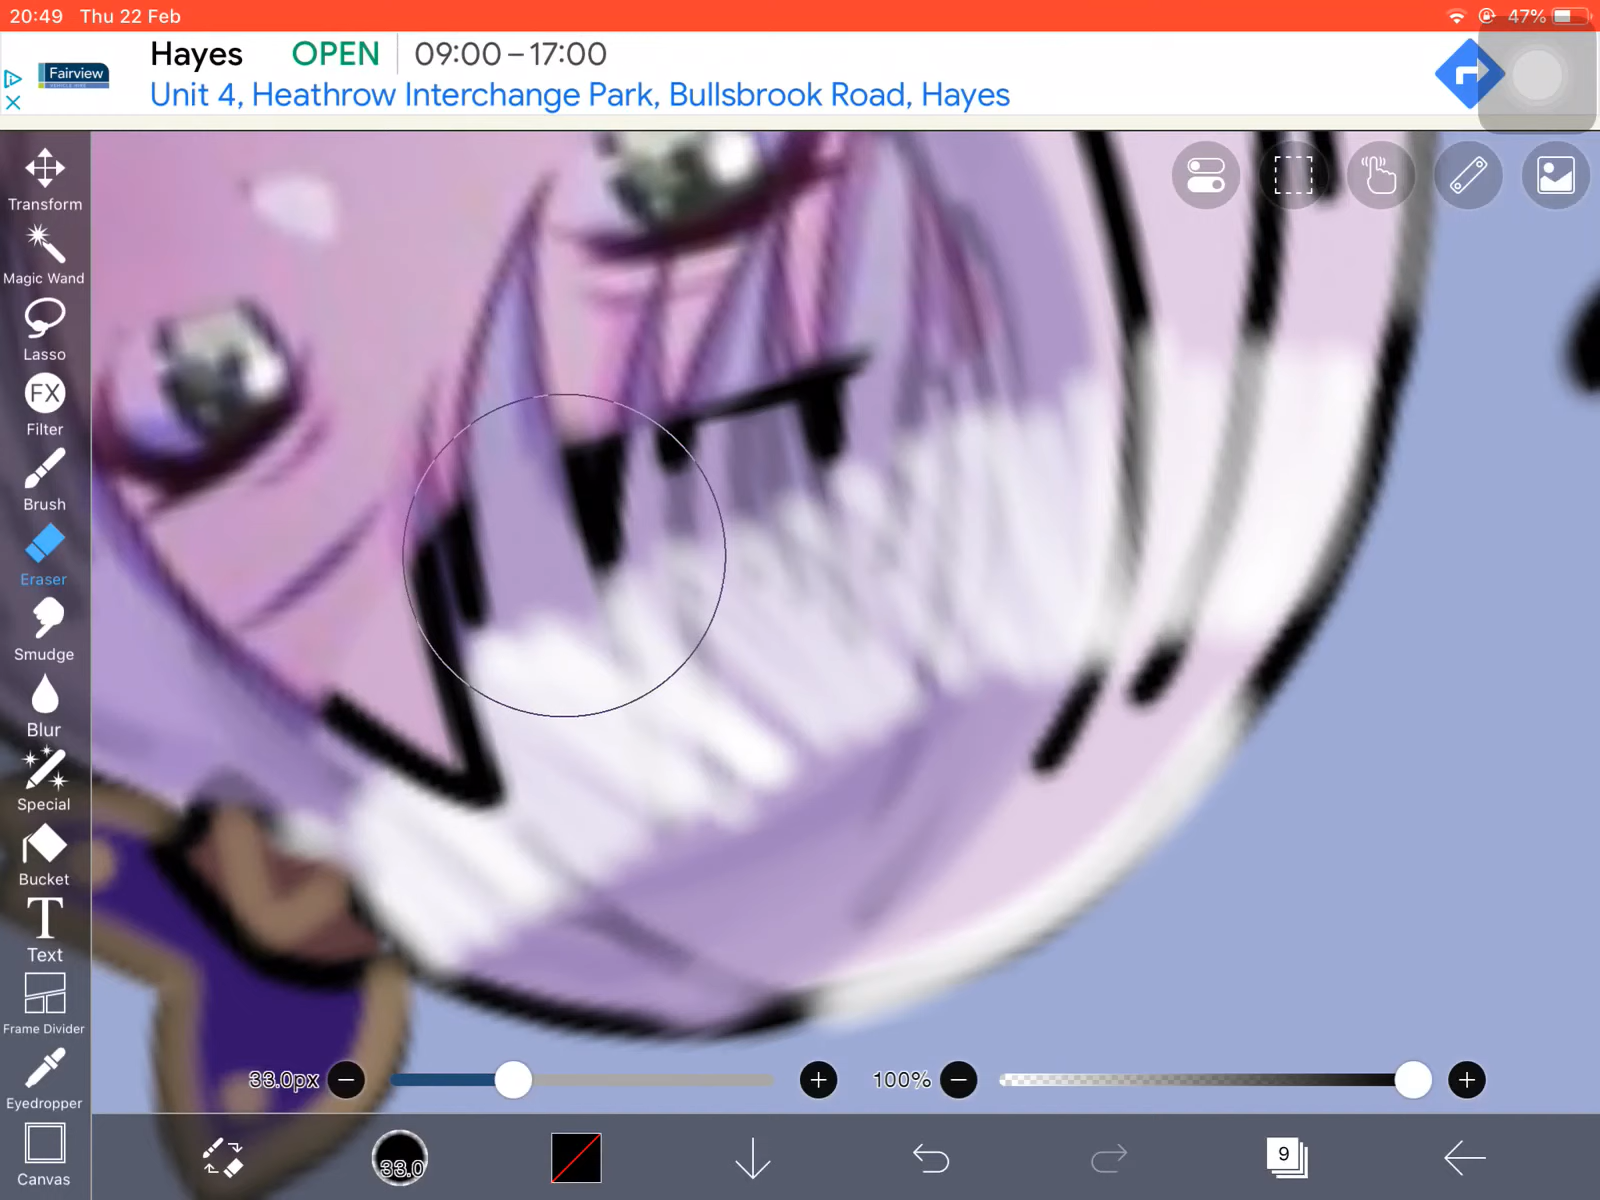 20:49 Thu 22 Feb
47%
Hayes OPEN 09:00 – 17:00
Fairview
Unit 4, Heathrow Interchange Park, Bullsbrook Road, Hayes
Transform
Magic Wand
Lasso
FX
Filter
Brush
Eraser
Smudge
Blur
Special
Bucket
T
Text
Frame Divider
Eyedropper
Canvas
33.0px
100%
33.0
9